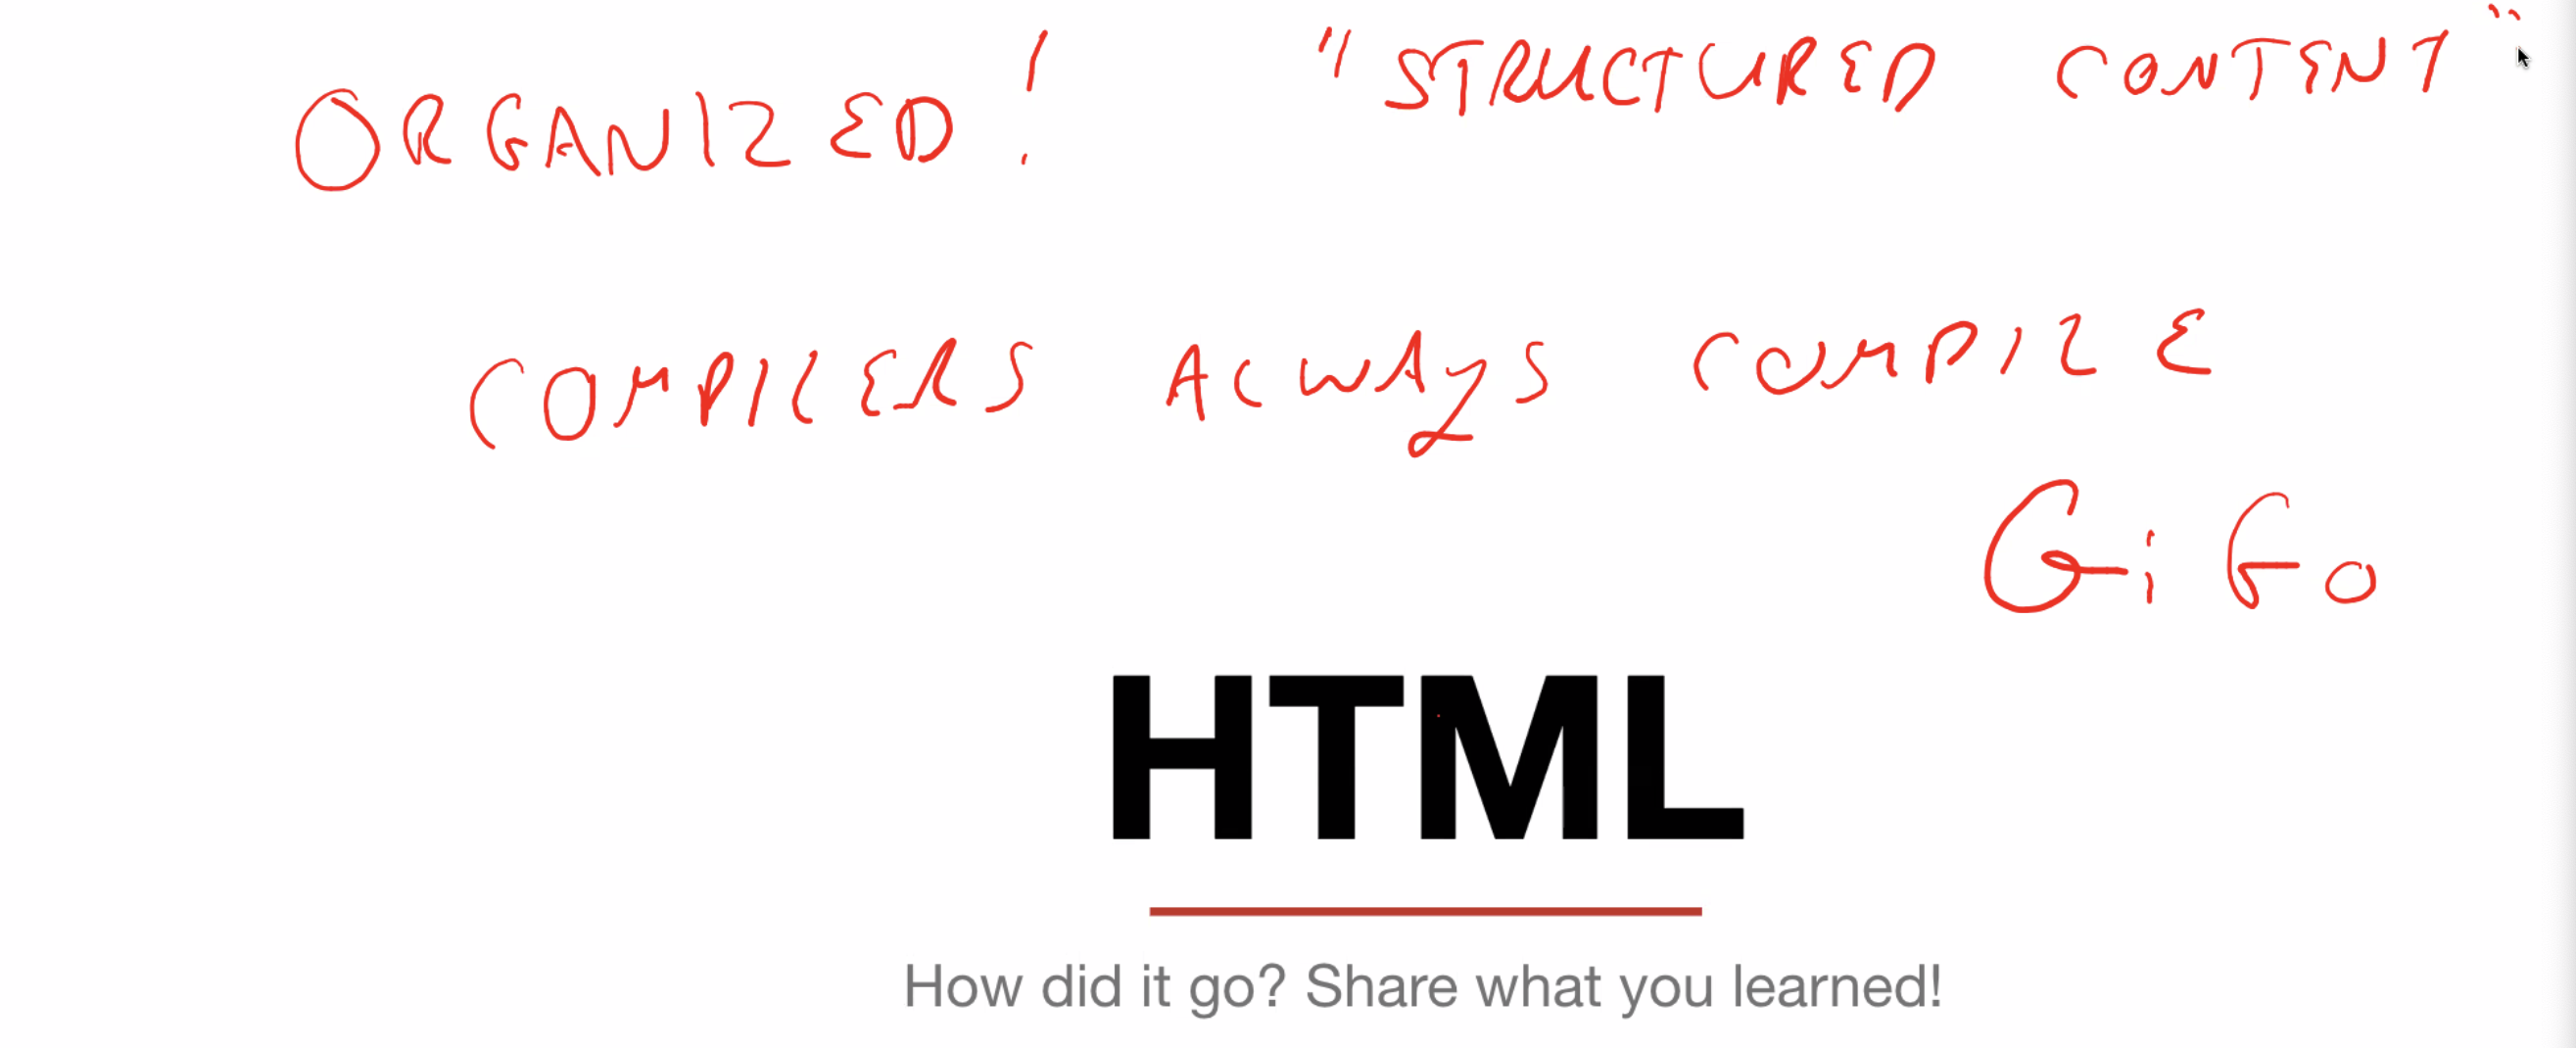 ORGANIZED! "STRUCTURED CONTENT"
COMPILERS ALWAYS COMPILE
GiGo
HTML
How did it go? Share what you learned!